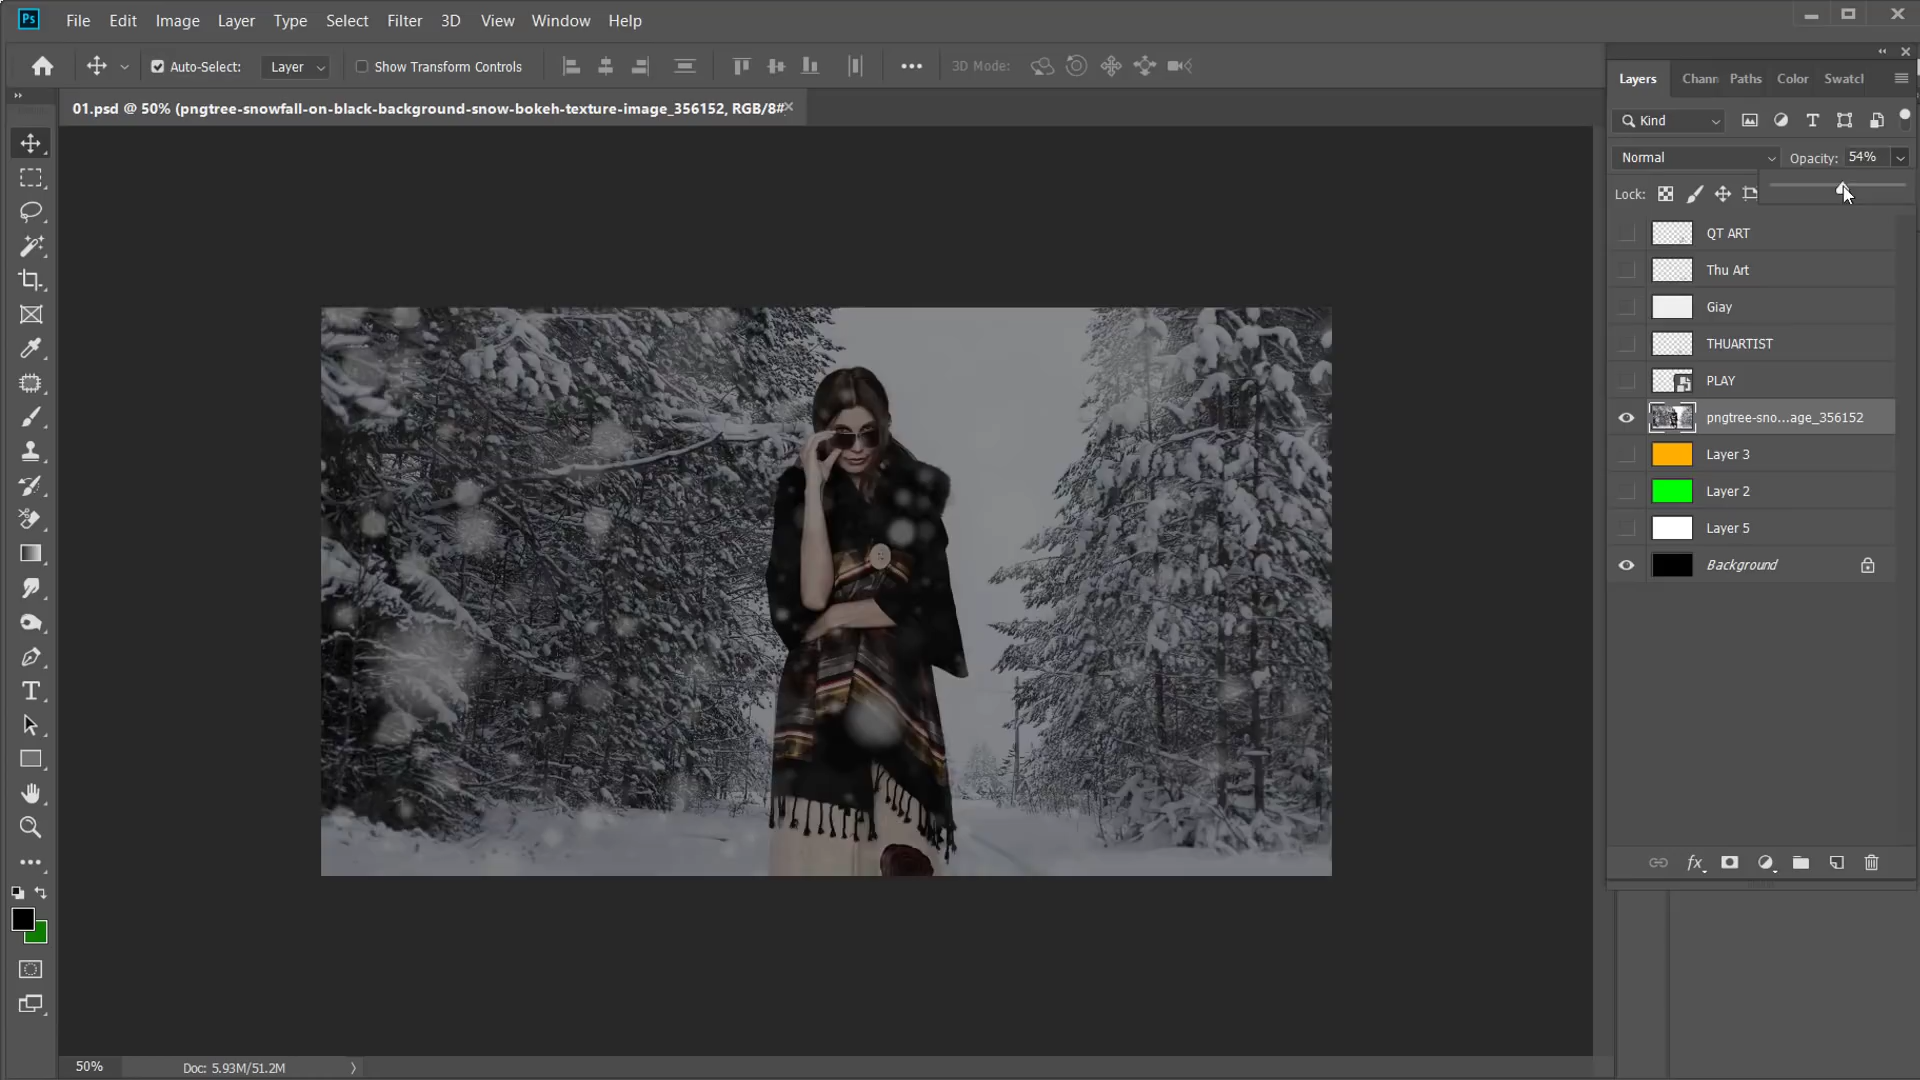 Ps File Edit Image Layer Type Select Filter 3D View Window Help
Auto-Select: Layer Show Transform Controls 3D Mode:
01.psd @ 50% (pngtree-snowfall-on-black-background-snow-bokeh-texture-image_356152, RGB/8#
Layers Chann Paths Color Swatcl
Kind
Normal Opacity: 54%
Lock:
QT ART
Thu Art
Giay
THUARTIST
PLAY
pngtree-sno...age_356152
Layer 3
Layer 2
Layer 5
Background
50% Doc: 5.93M/51.2M